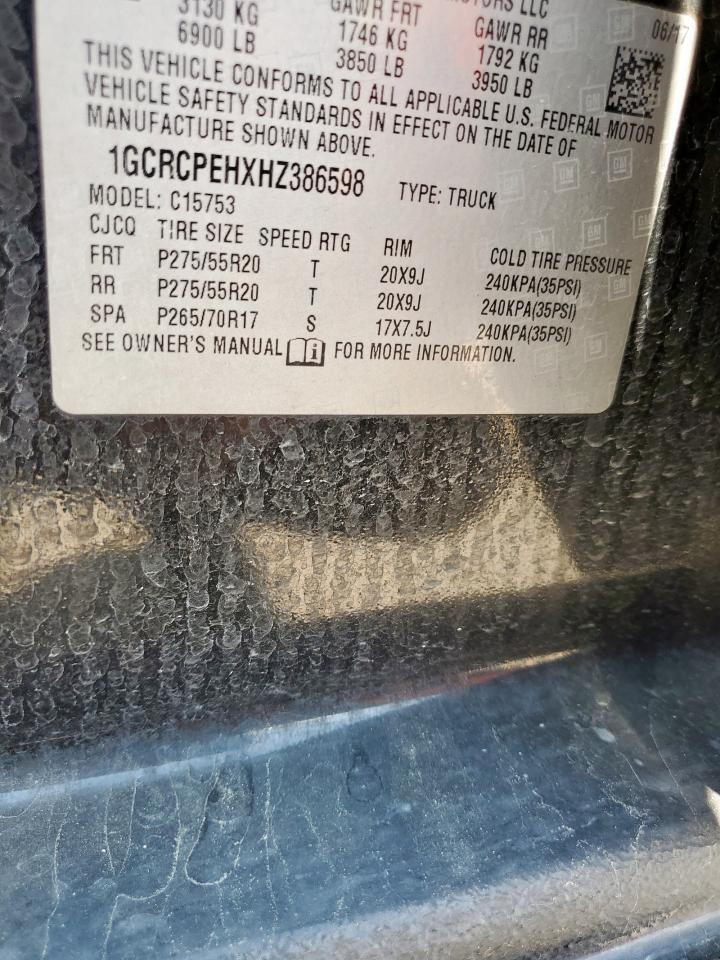 MOTORS LLC
3130 KG GAWR FRT GAWR RR 06/17
6900 LB 1746 KG 1792 KG
3850 LB 3950 LB
THIS VEHICLE CONFORMS TO ALL APPLICABLE U.S. FEDERAL MOTOR
VEHICLE SAFETY STANDARDS IN EFFECT ON THE DATE OF
MANUFACTURE SHOWN ABOVE.
1GCRCPEHXHZ386598 TYPE: TRUCK
MODEL: C15753
CJCQ TIRE SIZE SPEED RTG RIM COLD TIRE PRESSURE
FRT P275/55R20 T 20X9J 240KPA(35PSI)
RR P275/55R20 T 20X9J 240KPA(35PSI)
SPA P265/70R17 S 17X7.5J 240KPA(35PSI)
SEE OWNER'S MANUAL i FOR MORE INFORMATION.